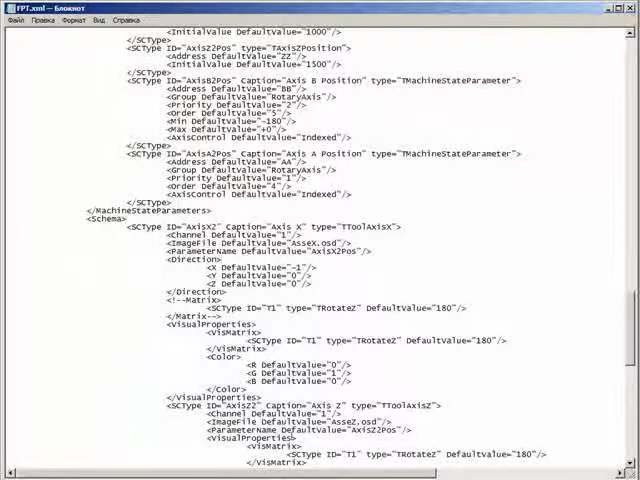 FPT.xml — Блокнот
Файл Правка Формат Вид Справка
<InitialValue DefaultValue="1000"/>
</SCType>
<SCType ID="AxisZ2Pos" type="TAxisZPosition">
<Address DefaultValue="ZZ"/>
<InitialValue DefaultValue="1500"/>
</SCType>
<SCType ID="AxisB2Pos" Caption="Axis B Position" type="TMachineStateParameter">
<Address DefaultValue="BB"/>
<Group DefaultValue="RotaryAxis"/>
<Priority DefaultValue="2"/>
<Order DefaultValue="5"/>
<Min DefaultValue="-180"/>
<Max DefaultValue="+0"/>
<AxisControl DefaultValue="Indexed"/>
</SCType>
<SCType ID="AxisA2Pos" Caption="Axis A Position" type="TMachineStateParameter">
<Address DefaultValue="AA"/>
<Group DefaultValue="RotaryAxis"/>
<Priority DefaultValue="1"/>
<Order DefaultValue="4"/>
<AxisControl DefaultValue="Indexed"/>
</SCType>
</MachineStateParameters>
<Schema>
<SCType ID="AxisX2" Caption="Axis X" type="TToolAxisX">
<Channel DefaultValue="1"/>
<ImageFile DefaultValue="AsseX.osd"/>
<ParameterName DefaultValue="AxisX2Pos"/>
<Direction>
<X DefaultValue="-1"/>
<Y DefaultValue="0"/>
<Z DefaultValue="0"/>
</Direction>
<!--Matrix>
<SCType ID="T1" type="TRotateZ" DefaultValue="180"/>
</Matrix-->
<VisualProperties>
<VisMatrix>
<SCType ID="T1" type="TRotateZ" DefaultValue="180"/>
</VisMatrix>
<Color>
<R DefaultValue="0"/>
<G DefaultValue="1"/>
<B DefaultValue="0"/>
</Color>
</VisualProperties>
<SCType ID="AxisZ2" Caption="Axis Z" type="TToolAxisZ">
<Channel DefaultValue="1"/>
<ImageFile DefaultValue="AsseZ.osd"/>
<ParameterName DefaultValue="AxisZ2Pos"/>
<VisualProperties>
<VisMatrix>
<SCType ID="T1" type="TRotateZ" DefaultValue="180"/>
</VisMatrix>